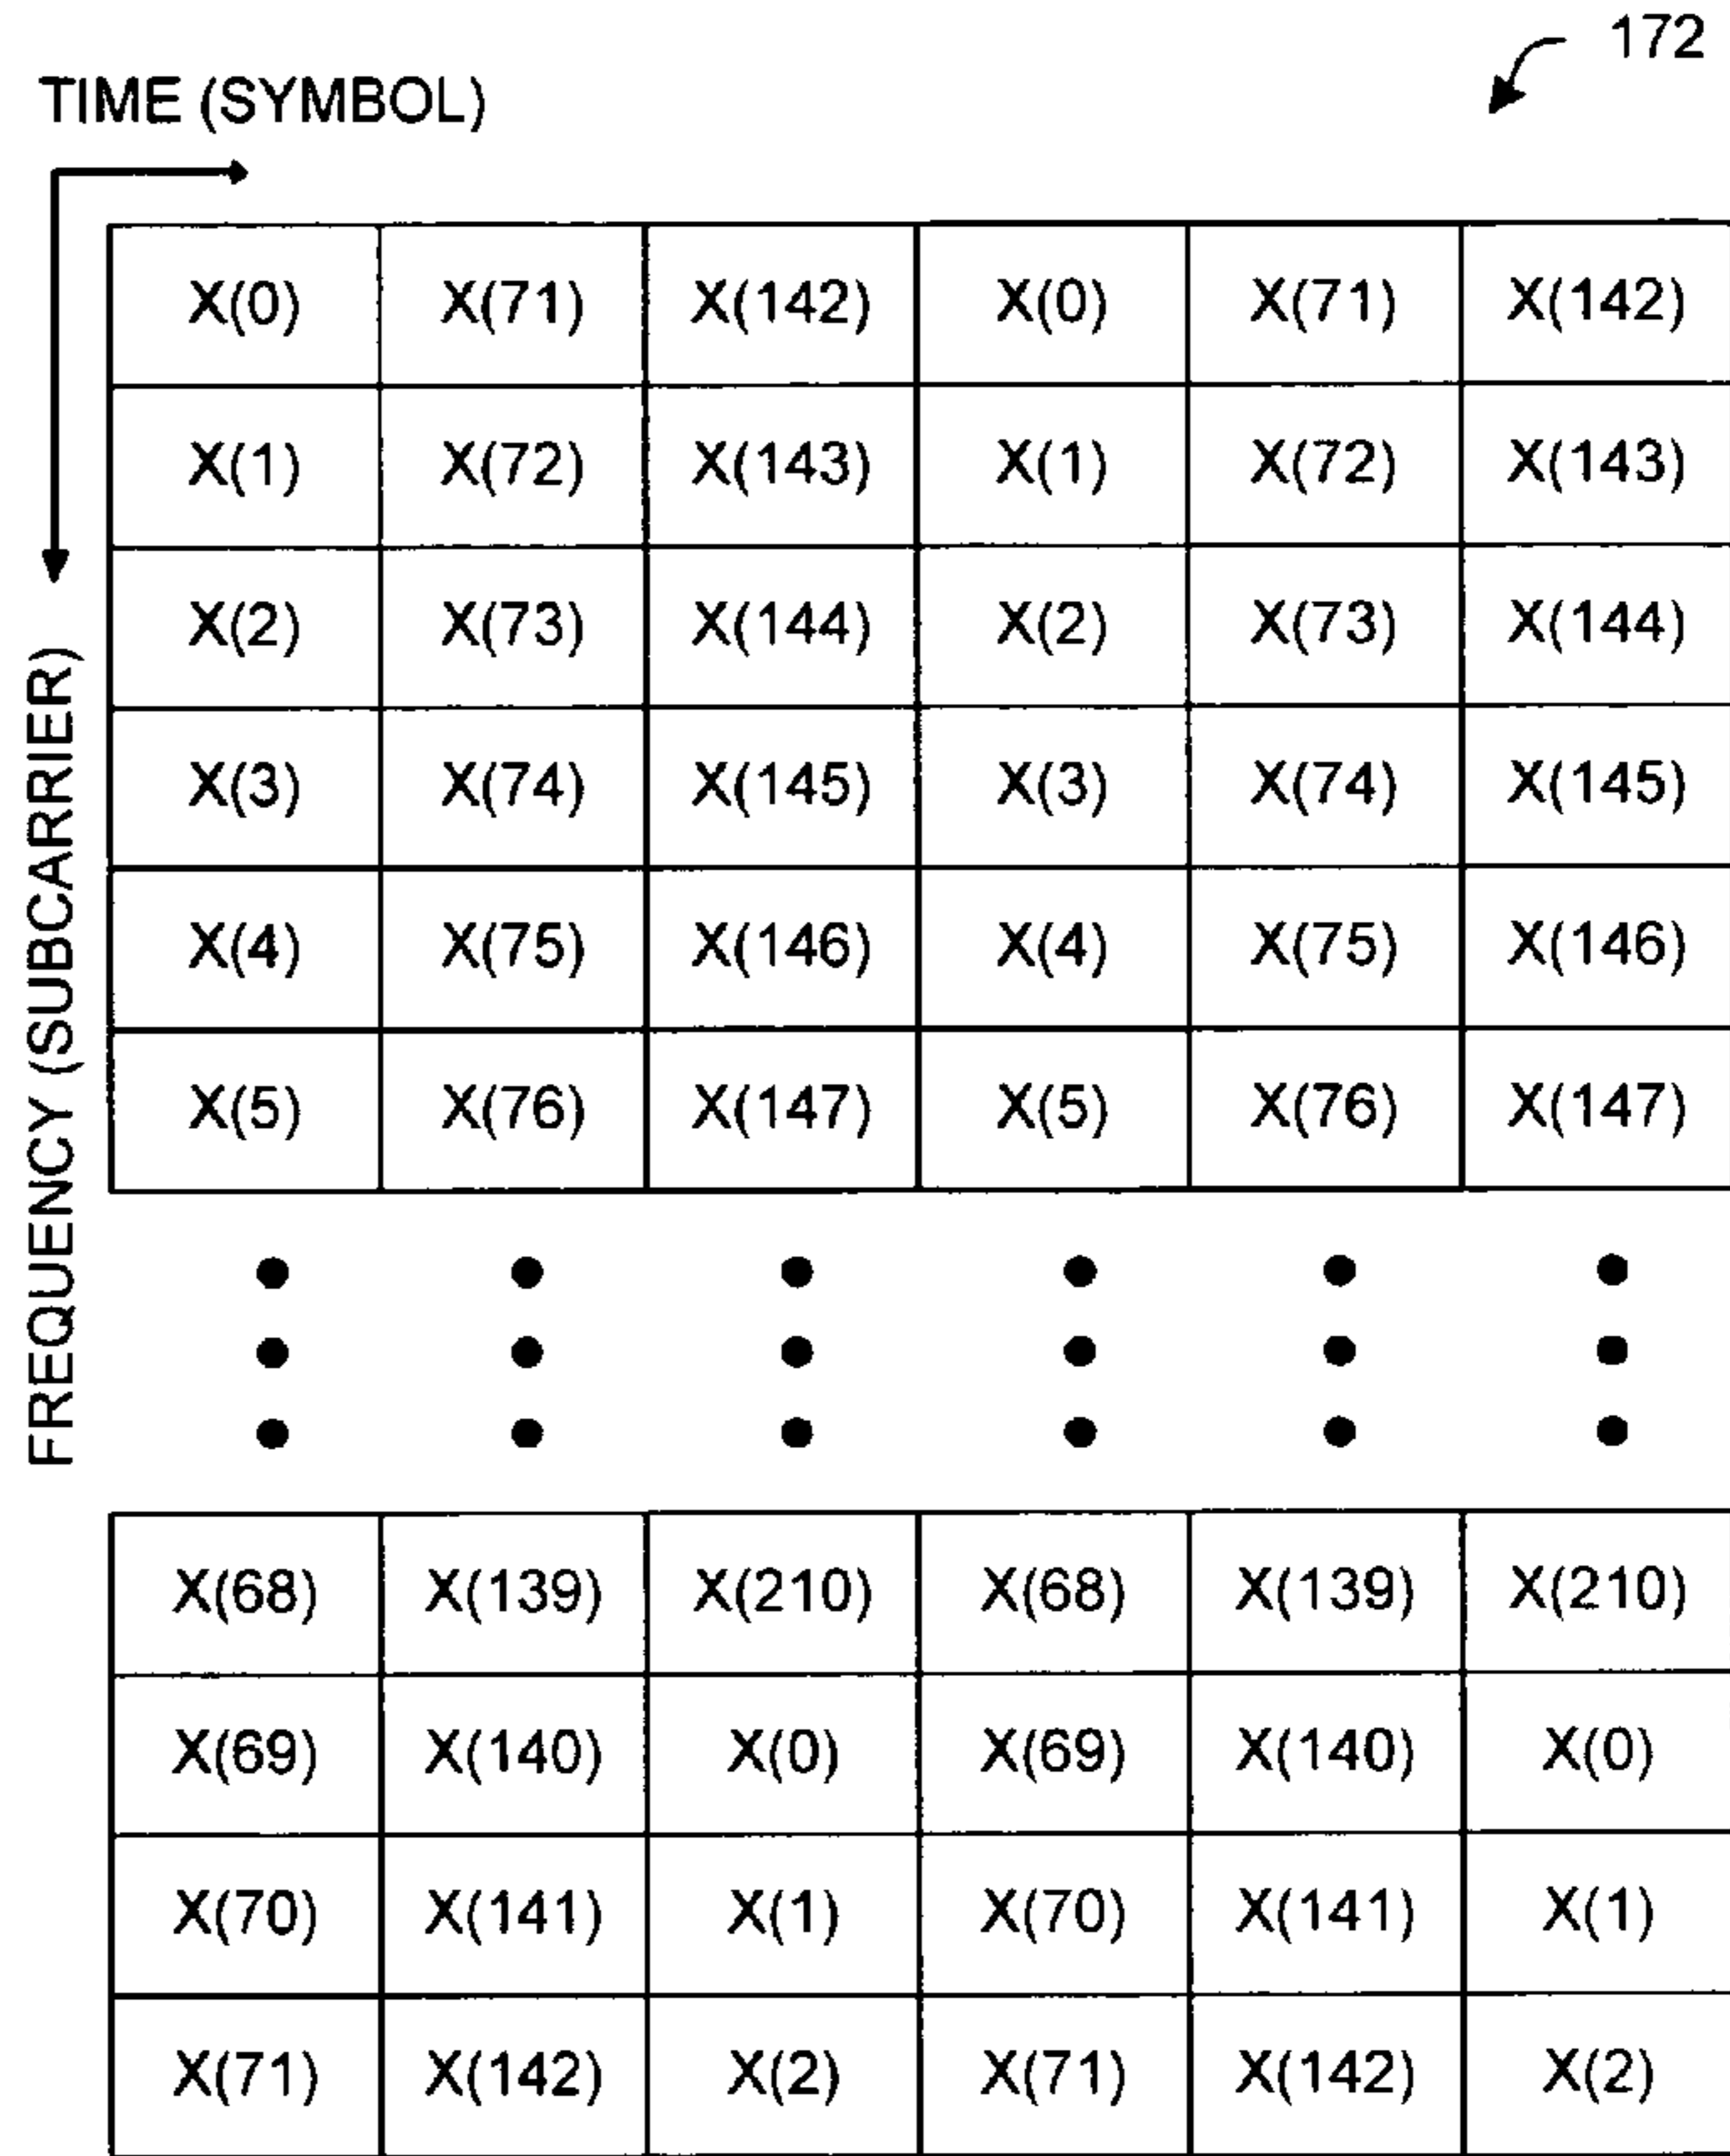 172
TIME (SYMBOL)
FREQUENCY (SUBCARRIER)
X(0) X(71) X(142) X(0) X(71) X(142)
X(1) X(72) X(143) X(1) X(72) X(143)
X(2) X(73) X(144) X(2) X(73) X(144)
X(3) X(74) X(145) X(3) X(74) X(145)
X(4) X(75) X(146) X(4) X(75) X(146)
X(5) X(76) X(147) X(5) X(76) X(147)
X(68) X(139) X(210) X(68) X(139) X(210)
X(69) X(140) X(0) X(69) X(140) X(0)
X(70) X(141) X(1) X(70) X(141) X(1)
X(71) X(142) X(2) X(71) X(142) X(2)